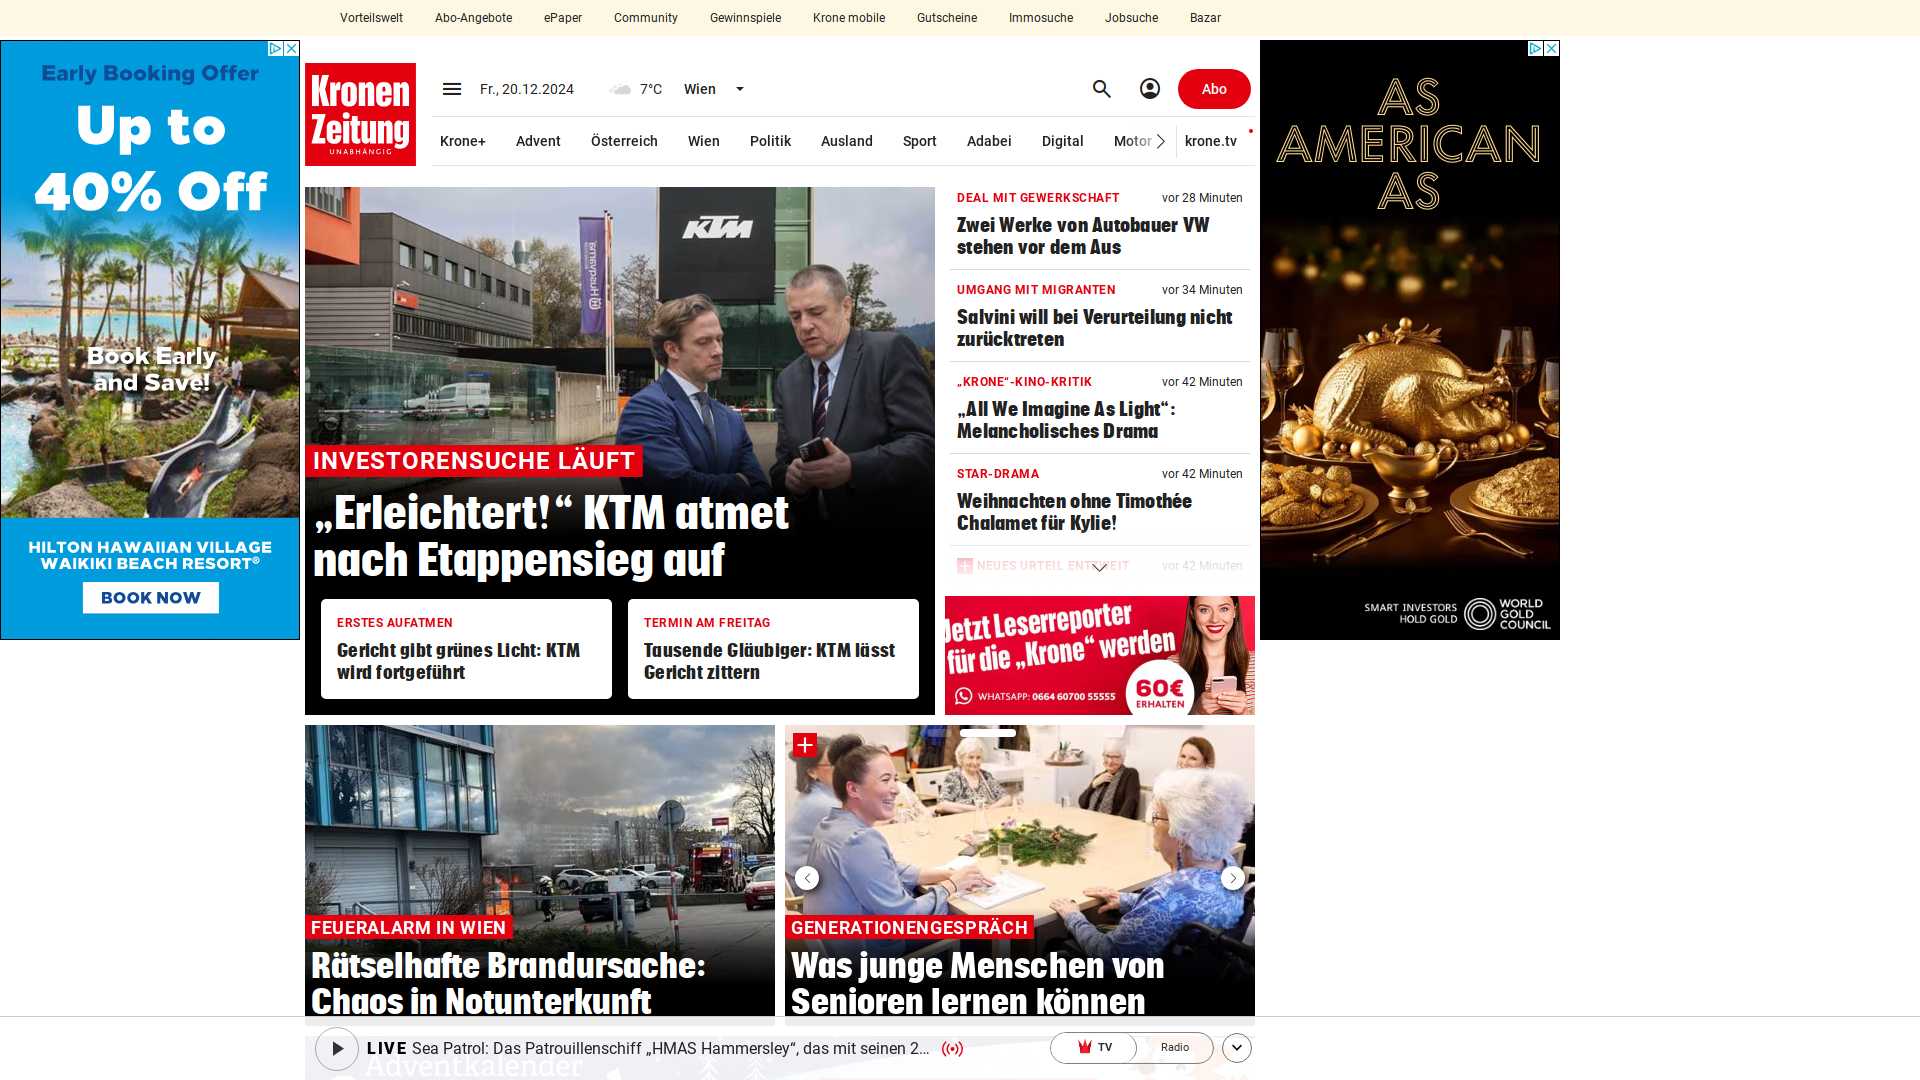 Vorteilswelt
Abo-Angebote
ePaper
Community
Gewinnspiele
Krone mobile
Gutscheine
Immosuche
Jobsuche
Bazar
Early Booking Offer
Up to
40% Off
Book Early
and Save!
HILTON HAWAIIAN VILLAGE
WAIKIKI BEACH RESORT®
BOOK NOW
Kronen
Zeitung
UNABHÄNGIG
Fr., 20.12.2024
7°C
Wien
Abo
Krone+
Advent
Österreich
Wien
Politik
Ausland
Sport
Adabei
Digital
Motor
krone.tv
KTM
Husqvarna
INVESTORENSUCHE LÄUFT
„Erleichtert!“ KTM atmet
nach Etappensieg auf
ERSTES AUFATMEN
Gericht gibt grünes Licht: KTM
wird fortgeführt
TERMIN AM FREITAG
Tausende Gläubiger: KTM lässt
Gericht zittern
DEAL MIT GEWERKSCHAFT
vor 28 Minuten
Zwei Werke von Autobauer VW
stehen vor dem Aus
UMGANG MIT MIGRANTEN
vor 34 Minuten
Salvini will bei Verurteilung nicht
zurücktreten
„KRONE“-KINO-KRITIK
vor 42 Minuten
„All We Imagine As Light“:
Melancholisches Drama
STAR-DRAMA
vor 42 Minuten
Weihnachten ohne Timothée
Chalamet für Kylie!
NEUES URTEIL ENTZWEIT
vor 42 Minuten
Jetzt Leserreporter
für die „Krone“ werden
WHATSAPP: 0664 60700 55555
60€
ERHALTEN
AS
AMERICAN
AS
SMART INVESTORS
HOLD GOLD
WORLD
GOLD
COUNCIL
FEUERALARM IN WIEN
Rätselhafte Brandursache:
Chaos in Notunterkunft
GENERATIONENGESPRÄCH
Was junge Menschen von
Senioren lernen können
LIVE Sea Patrol: Das Patrouillenschiff „HMAS Hammersley“, das mit seinen 2...
TV
Radio
Adventkalender